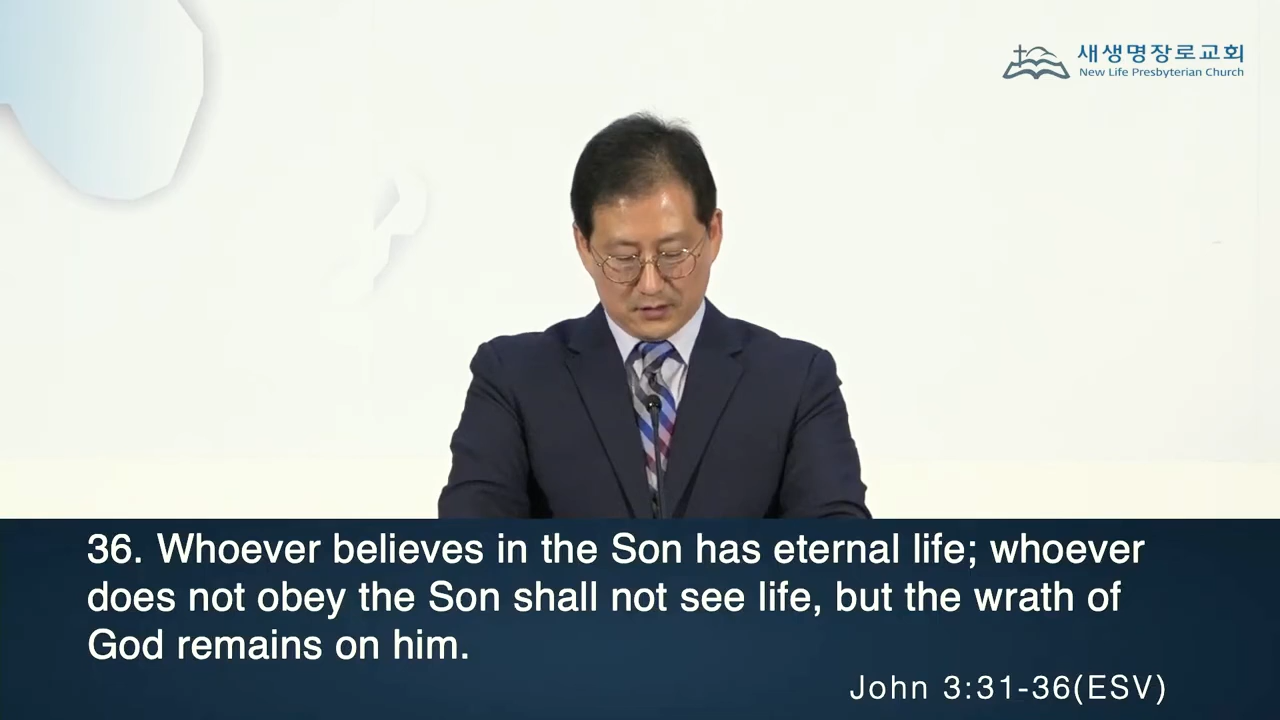 새생명장로교회
New Life Presbyterian Church
36. Whoever believes in the Son has eternal life; whoever
does not obey the Son shall not see life, but the wrath of
God remains on him.
John 3:31-36(ESV)